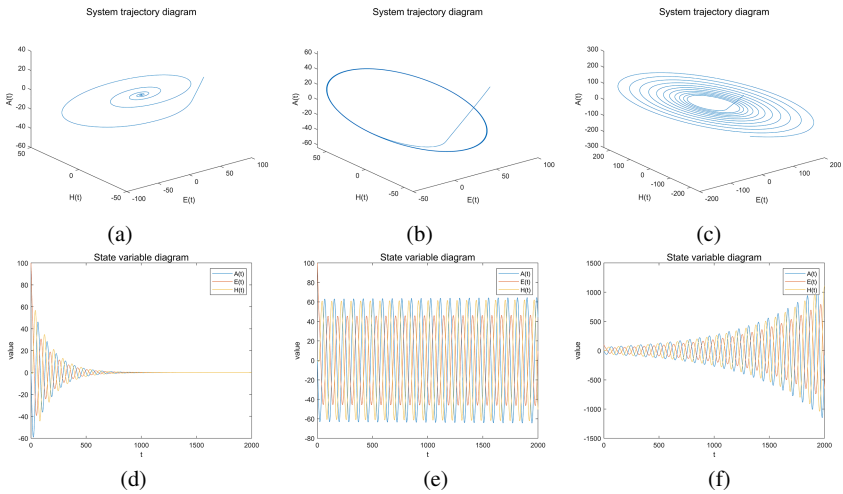 System trajectory diagram
System trajectory diagram
System trajectory diagram
40
20
0
-20
-40
-60
A(t)
50
0
-50
H(t)
-100
-50
0
50
100
E(t)
60
40
20
0
-20
-40
-60
A(t)
50
0
-50
H(t)
-100
-50
0
50
100
E(t)
300
200
100
0
-100
-200
-300
A(t)
200
100
0
-100
-200
H(t)
-200
-100
0
100
200
E(t)
(a)
(b)
(c)
State variable diagram
100
80
60
40
20
0
-20
-40
-60
value
A(t)
E(t)
H(t)
0
500
1000
1500
2000
t
State variable diagram
100
80
60
40
20
0
-20
-40
-60
-80
value
A(t)
E(t)
H(t)
0
500
1000
1500
2000
t
State variable diagram
1500
1000
500
0
-500
-1000
-1500
value
A(t)
E(t)
H(t)
0
500
1000
1500
2000
t
(d)
(e)
(f)